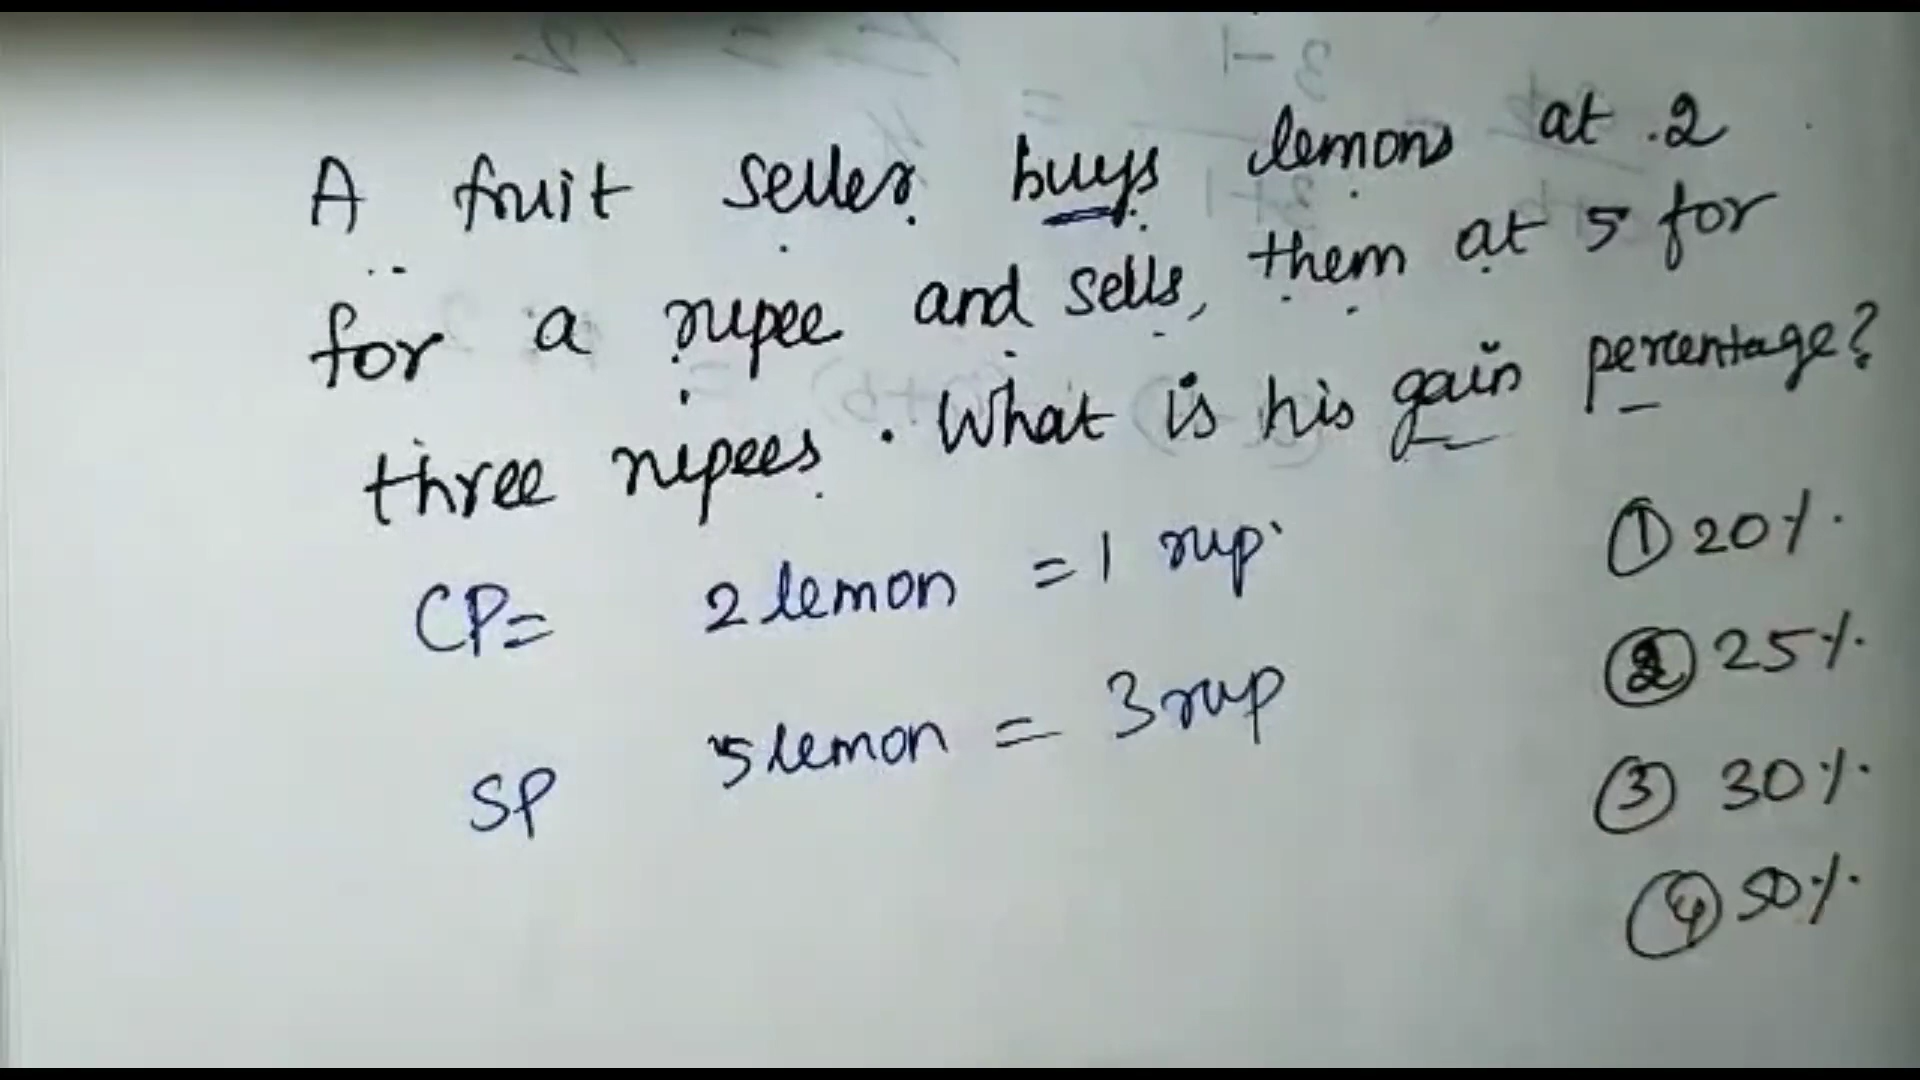 A fruit seller buys lemons at 2
for a rupee and sells, them at 5 for
three rupees. What is his gain percentage?
CP= 2 lemon = 1 rup.
SP 5 lemon = 3 rup
① 20%.
② 25%.
③ 30%.
④ 50%.